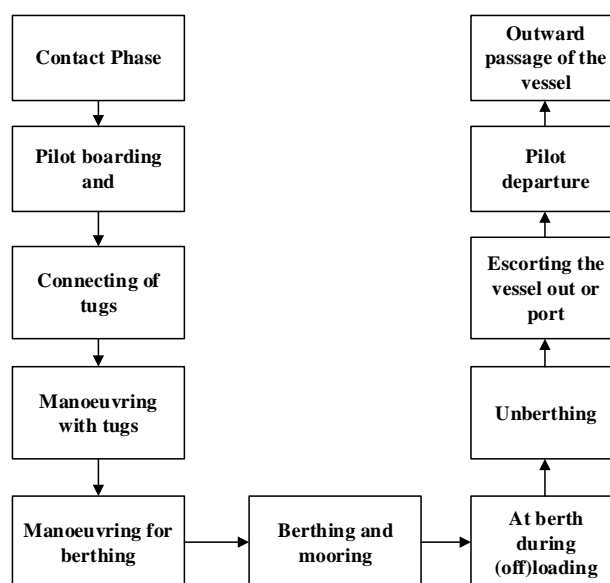 Contact Phase
Pilot boarding
and
Connecting of
tugs
Manoeuvring
with tugs
Manoeuvring for
berthing
Berthing and
mooring
At berth
during
(off)loading
Unberthing
Escorting the
vessel out or
port
Pilot
departure
Outward
passage of the
vessel